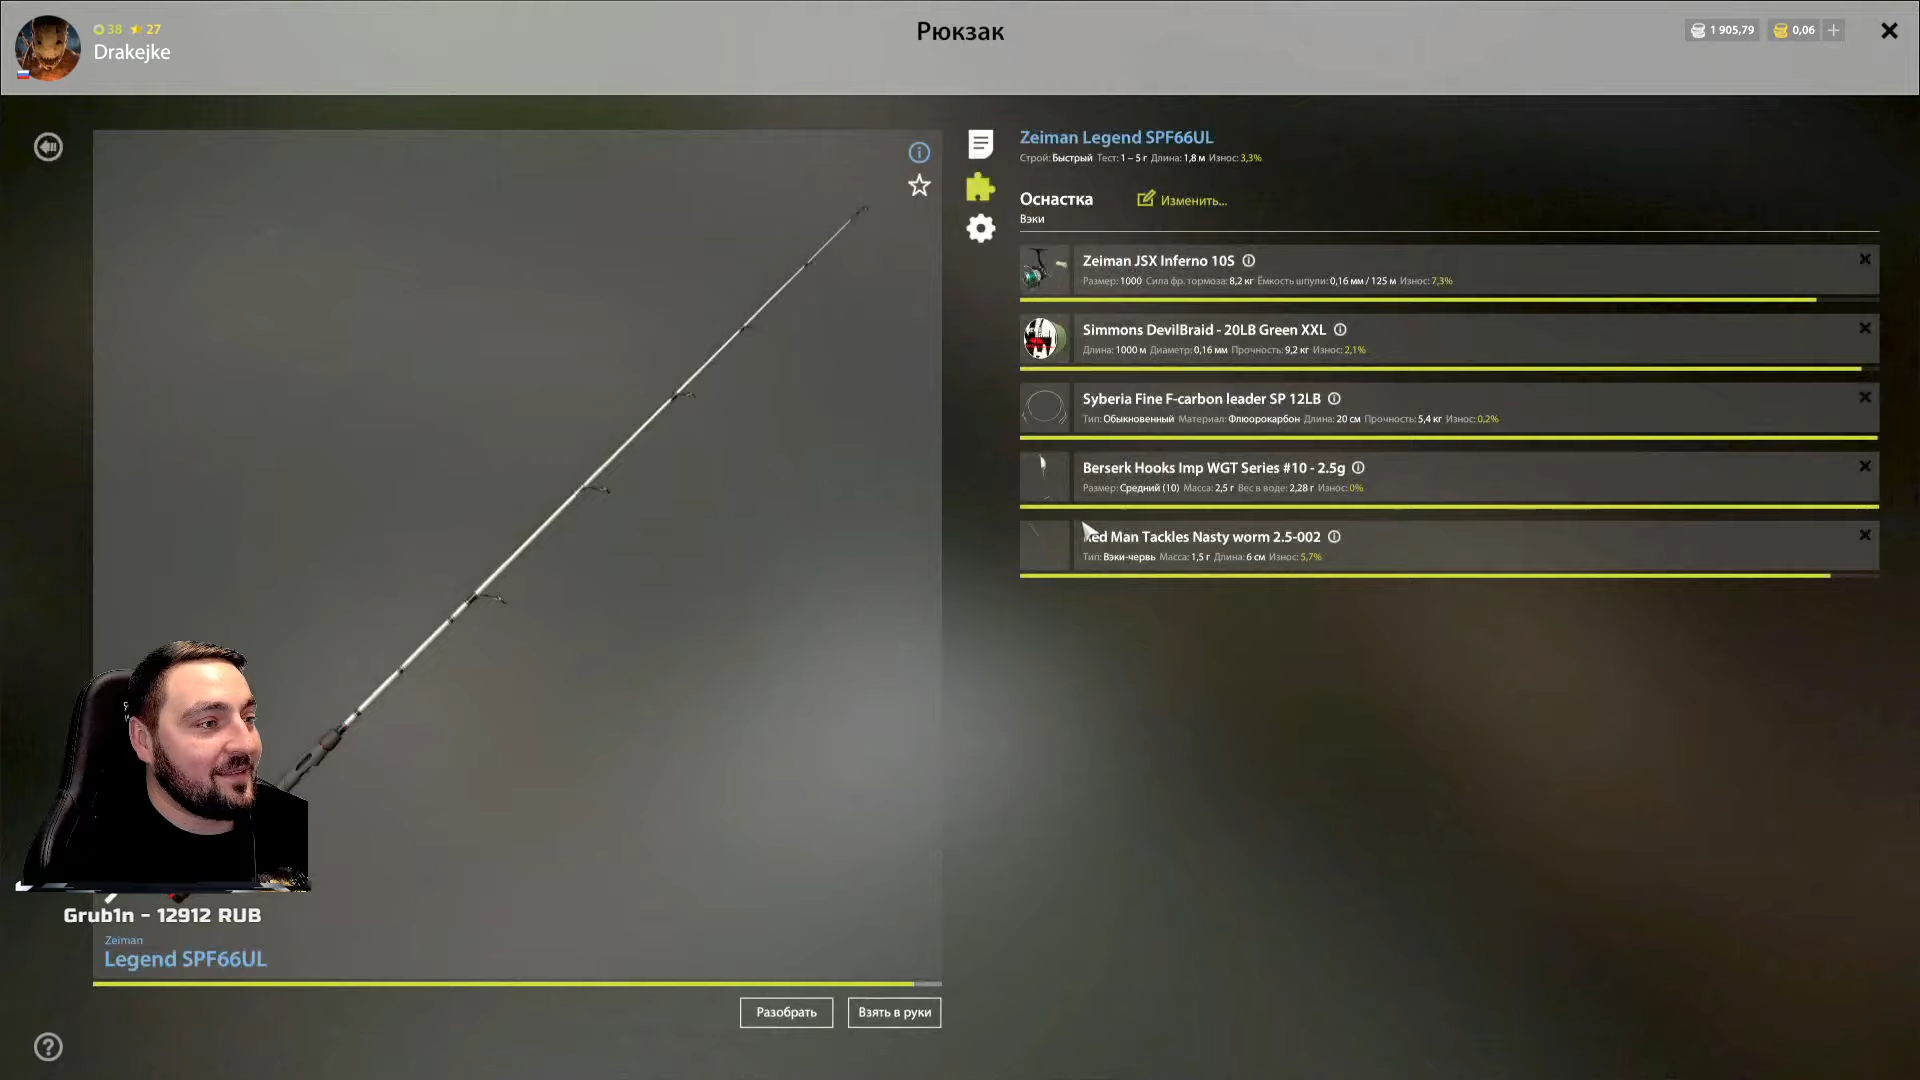 38 27
Drakejke
Рюкзак
1 905,79
0,06
Zeiman Legend SPF66UL
Строй: Быстрый Тест: 1 – 5 г Длина: 1,8 м Износ: 3,3%
Оснастка
Изменить...
Вэки
Zeiman JSX Inferno 10S
Размер: 1000 Сила фр. тормоза: 8,2 кг Ёмкость шпули: 0,16 мм / 125 м Износ: 7,3%
Simmons DevilBraid - 20LB Green XXL
Длина: 1000 м Диаметр: 0,16 мм Прочность: 9,2 кг Износ: 2,1%
Syberia Fine F-carbon leader SP 12LB
Тип: Обыкновенный Материал: Флюорокарбон Длина: 20 см Прочность: 5,4 кг Износ: 0,2%
Berserk Hooks Imp WGT Series #10 - 2.5g
Размер: Средний (10) Масса: 2,5 г Вес в воде: 2,28 г Износ: 0%
ed Man Tackles Nasty worm 2.5-002
Тип: Вэки-червь Масса: 1,5 г Длина: 6 см Износ: 5,7%
Grub1n - 12912 RUB
Zeiman
Legend SPF66UL
Разобрать
Взять в руки